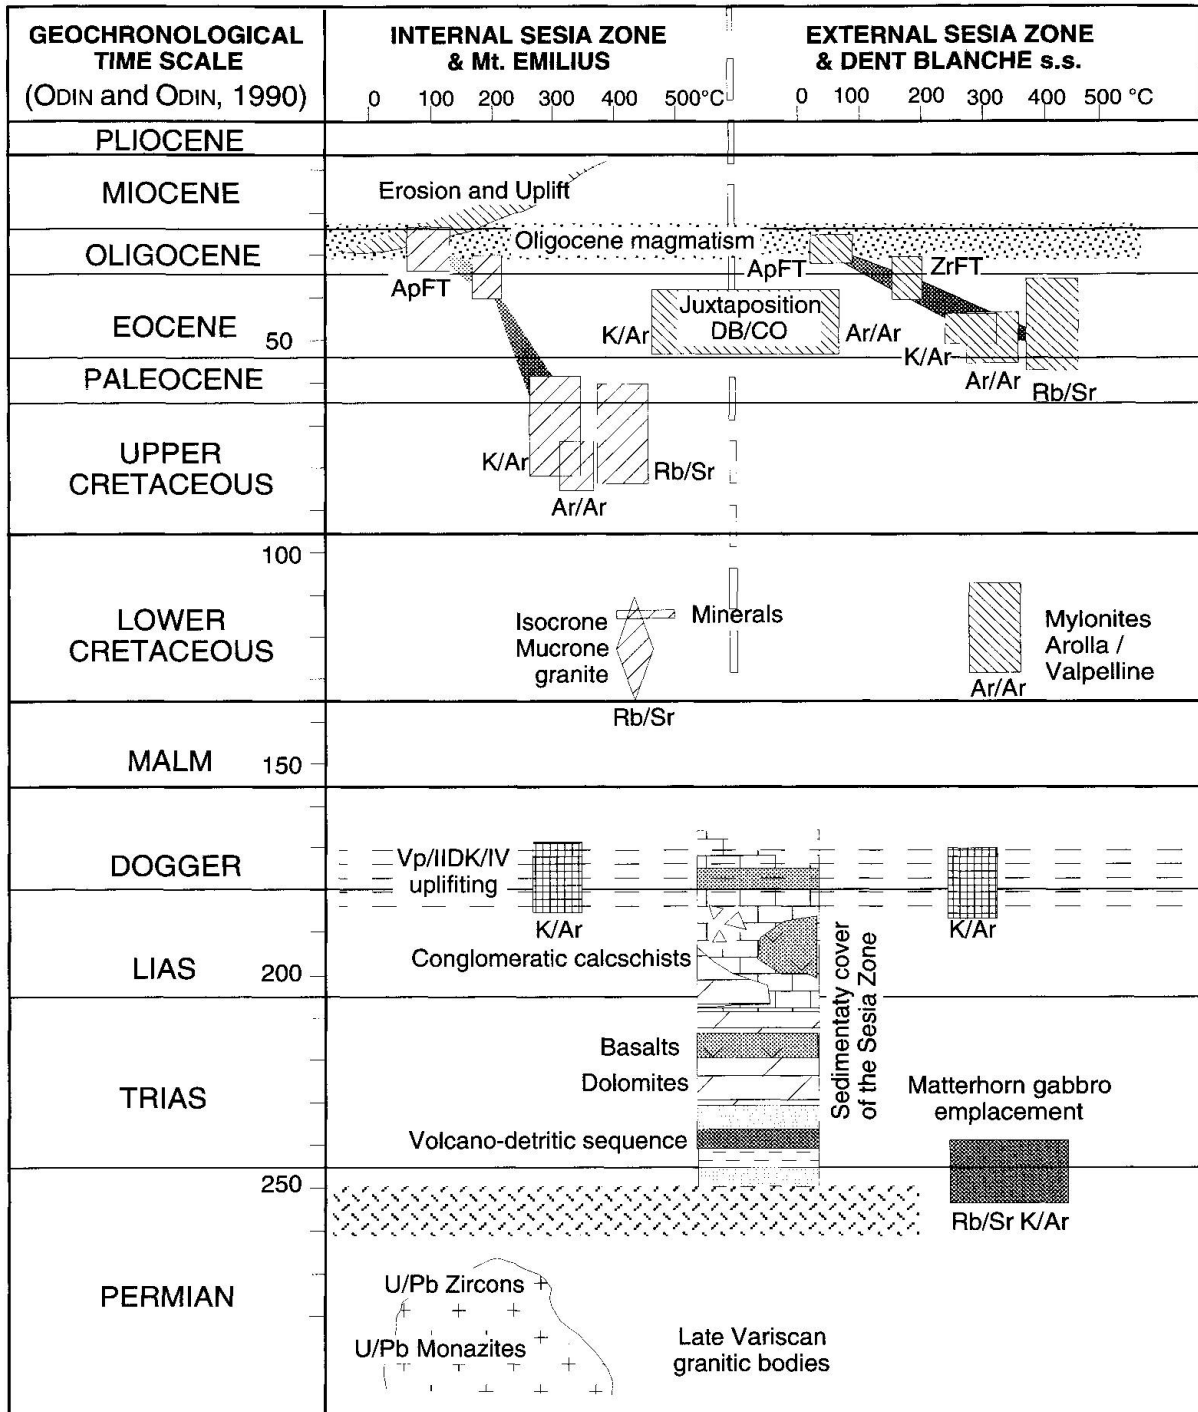 GEOCHRONOLOGICAL
TIME SCALE
(ODIN and ODIN, 1990)
INTERNAL SESIA ZONE
& Mt. EMILIUS
0 100 200 300 400 500°C
EXTERNAL SESIA ZONE
& DENT BLANCHE s.s.
0 100 200 300 400 500 °C
PLIOCENE
MIOCENE
Erosion and Uplift
OLIGOCENE
Oligocene magmatism
ApFT
ApFT
ZrFT
EOCENE
50
Juxtaposition
DB/CO
K/Ar
Ar/Ar
K/Ar
Ar/Ar
Rb/Sr
PALEOCENE
UPPER
CRETACEOUS
K/Ar
Rb/Sr
Ar/Ar
100
LOWER
CRETACEOUS
Isocrone
Mucrone
granite
Minerals
Rb/Sr
Mylonites
Arolla /
Valpelline
Ar/Ar
MALM
150
DOGGER
Vp/IIDK/IV
uplifiting
K/Ar
K/Ar
LIAS
200
Conglomeratic calcschists
Sedimentaty cover
of the Sesia Zone
TRIAS
Basalts
Dolomites
Volcano-detritic sequence
Matterhorn gabbro
emplacement
250
Rb/Sr K/Ar
PERMIAN
U/Pb Zircons
U/Pb Monazites
Late Variscan
granitic bodies